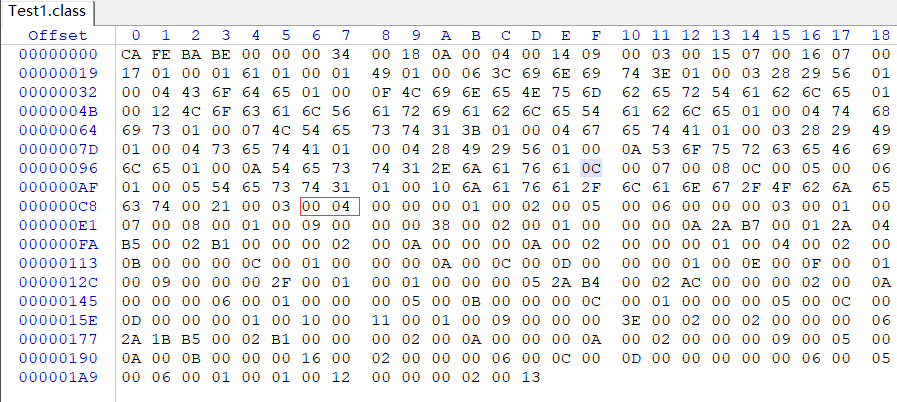 Test1.class
Offset 0 1 2 3 4 5 6 7 8 9 A B C D E F 10 11 12 13 14 15 16 17 18
00000000 CA FE BA BE 00 00 00 34 00 18 0A 00 04 00 14 09 00 03 00 15 07 00 16 07 00
00000019 17 01 00 01 61 01 00 01 49 01 00 06 3C 69 6E 69 74 3E 01 00 03 28 29 56 01
00000032 00 04 43 6F 64 65 01 00 0F 4C 69 6E 65 4E 75 6D 62 65 72 54 61 62 6C 65 01
0000004B 00 12 4C 6F 63 61 6C 56 61 72 69 61 62 6C 65 54 61 62 6C 65 01 00 04 74 68
00000064 69 73 01 00 07 4C 54 65 73 74 31 3B 01 00 04 67 65 74 41 01 00 03 28 29 49
0000007D 01 00 04 73 65 74 41 01 00 04 28 49 29 56 01 00 0A 53 6F 75 72 63 65 46 69
00000096 6C 65 01 00 0A 54 65 73 74 31 2E 6A 61 76 61 0C 00 07 00 08 0C 00 05 00 06
000000AF 01 00 05 54 65 73 74 31 01 00 10 6A 61 76 61 2F 6C 61 6E 67 2F 4F 62 6A 65
000000C8 63 74 00 21 00 03 00 04 00 00 00 01 00 02 00 05 00 06 00 00 00 03 00 01 00
000000E1 07 00 08 00 01 00 09 00 00 00 38 00 02 00 01 00 00 00 0A 2A B7 00 01 2A 04
000000FA B5 00 02 B1 00 00 00 02 00 0A 00 00 00 0A 00 02 00 00 00 01 00 04 00 02 00
00000113 0B 00 00 00 0C 00 01 00 00 00 0A 00 0C 00 0D 00 00 00 01 00 0E 00 0F 00 01
0000012C 00 09 00 00 00 2F 00 01 00 01 00 00 00 05 2A B4 00 02 AC 00 00 00 02 00 0A
00000145 00 00 00 06 00 01 00 00 00 05 00 0B 00 00 00 0C 00 01 00 00 00 05 00 0C 00
0000015E 0D 00 00 00 01 00 10 00 11 00 01 00 09 00 00 00 3E 00 02 00 02 00 00 00 06
00000177 2A 1B B5 00 02 B1 00 00 00 02 00 0A 00 00 00 0A 00 02 00 00 00 09 00 05 00
00000190 0A 00 0B 00 00 00 16 00 02 00 00 00 06 00 0C 00 0D 00 00 00 00 00 06 00 05
000001A9 00 06 00 01 00 01 00 12 00 00 00 02 00 13